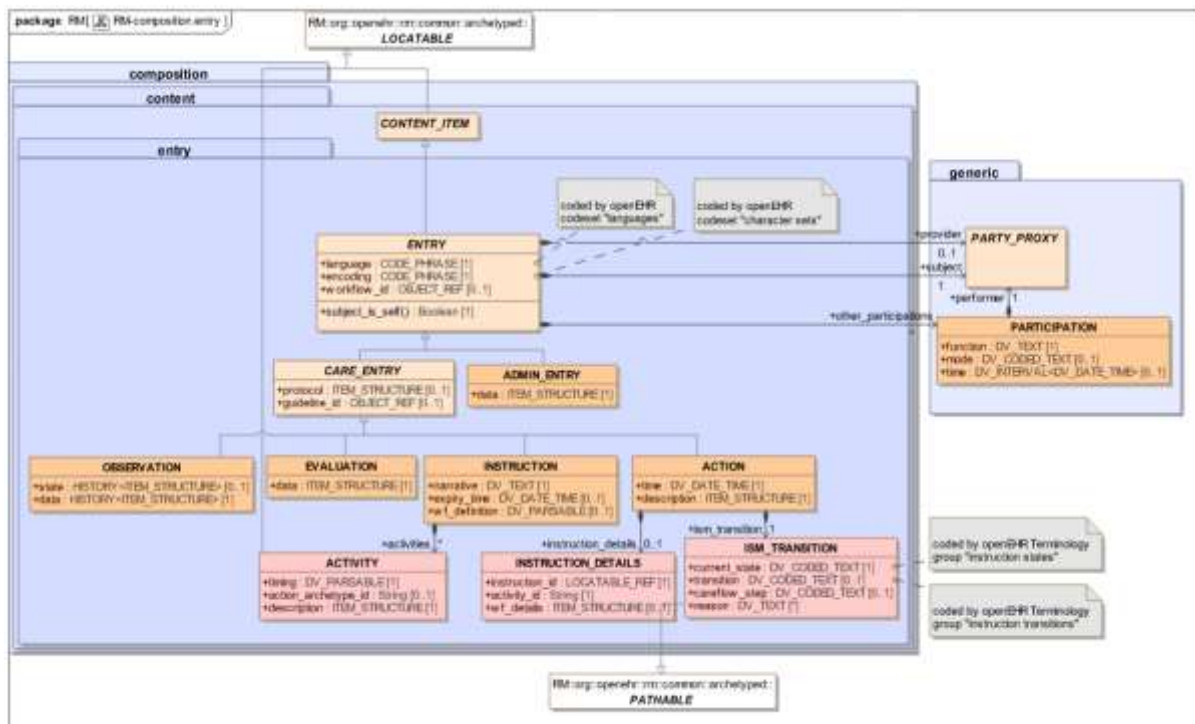 package RM[ RM-composition.entry ]
RM::org::openehr::rm::common::archetyped::
LOCATABLE
composition
content
CONTENT_ITEM
entry
generic
coded by openEHR
codeset "languages"
coded by openEHR
codeset "character sets"
ENTRY
+language : CODE_PHRASE [1]
+encoding : CODE_PHRASE [1]
+workflow_id : OBJECT_REF [0..1]
+subject_is_self() : Boolean [1]
+provider
0..1
+subject
1
PARTY_PROXY
+performer 1
+other_participations
PARTICIPATION
+function : DV_TEXT [1]
+mode : DV_CODED_TEXT [0..1]
+time : DV_INTERVAL<DV_DATE_TIME> [0..1]
CARE_ENTRY
+protocol : ITEM_STRUCTURE [0..1]
+guideline_id : OBJECT_REF [0..1]
ADMIN_ENTRY
+data : ITEM_STRUCTURE [1]
OBSERVATION
+state : HISTORY<ITEM_STRUCTURE> [0..1]
+data : HISTORY<ITEM_STRUCTURE> [1]
EVALUATION
+data : ITEM_STRUCTURE [1]
INSTRUCTION
+narrative : DV_TEXT [1]
+expiry_time : DV_DATE_TIME [0..1]
+wf_definition : DV_PARSABLE [0..1]
ACTION
+time : DV_DATE_TIME [1]
+description : ITEM_STRUCTURE [1]
+activities *
+instruction_details 0..1
+ism_transition 1
ACTIVITY
+timing : DV_PARSABLE [1]
+action_archetype_id : String [0..1]
+description : ITEM_STRUCTURE [1]
INSTRUCTION_DETAILS
+instruction_id : LOCATABLE_REF [1]
+activity_id : String [1]
+wf_details : ITEM_STRUCTURE [0..1]
ISM_TRANSITION
+current_state : DV_CODED_TEXT [1]
+transition : DV_CODED_TEXT [0..1]
+careflow_step : DV_CODED_TEXT [0..1]
+reason : DV_TEXT [*]
coded by openEHR Terminology
group "instruction states"
coded by openEHR Terminology
group "instruction transitions"
RM::org::openehr::rm::common::archetyped::
PATHABLE